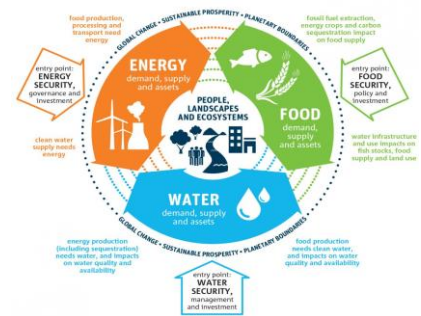 food production,
processing and
transport need
energy
fossil fuel extraction,
energy crops and carbon
sequestration impact
on food supply
GLOBAL CHANGE • SUSTAINABLE PROSPERITY • PLANETARY BOUNDARIES
entry point:
ENERGY
SECURITY,
governance and
investment
ENERGY
demand, supply
and assets
entry point:
FOOD
SECURITY,
policy and
investment
PEOPLE,
LANDSCAPES
AND ECOSYSTEMS
FOOD
demand,
supply
and assets
clean water
supply needs
energy
water infrastructure
and use impacts on
fish stocks, food
supply and land use
WATER
demand, supply
and assets
GLOBAL CHANGE • SUSTAINABLE PROSPERITY • PLANETARY BOUNDARIES
energy production
(including sequestration)
needs water, and impacts
on water quality and
availability
food production
needs clean water,
and impacts on water
quality and availability
entry point:
WATER
SECURITY,
management
and investment